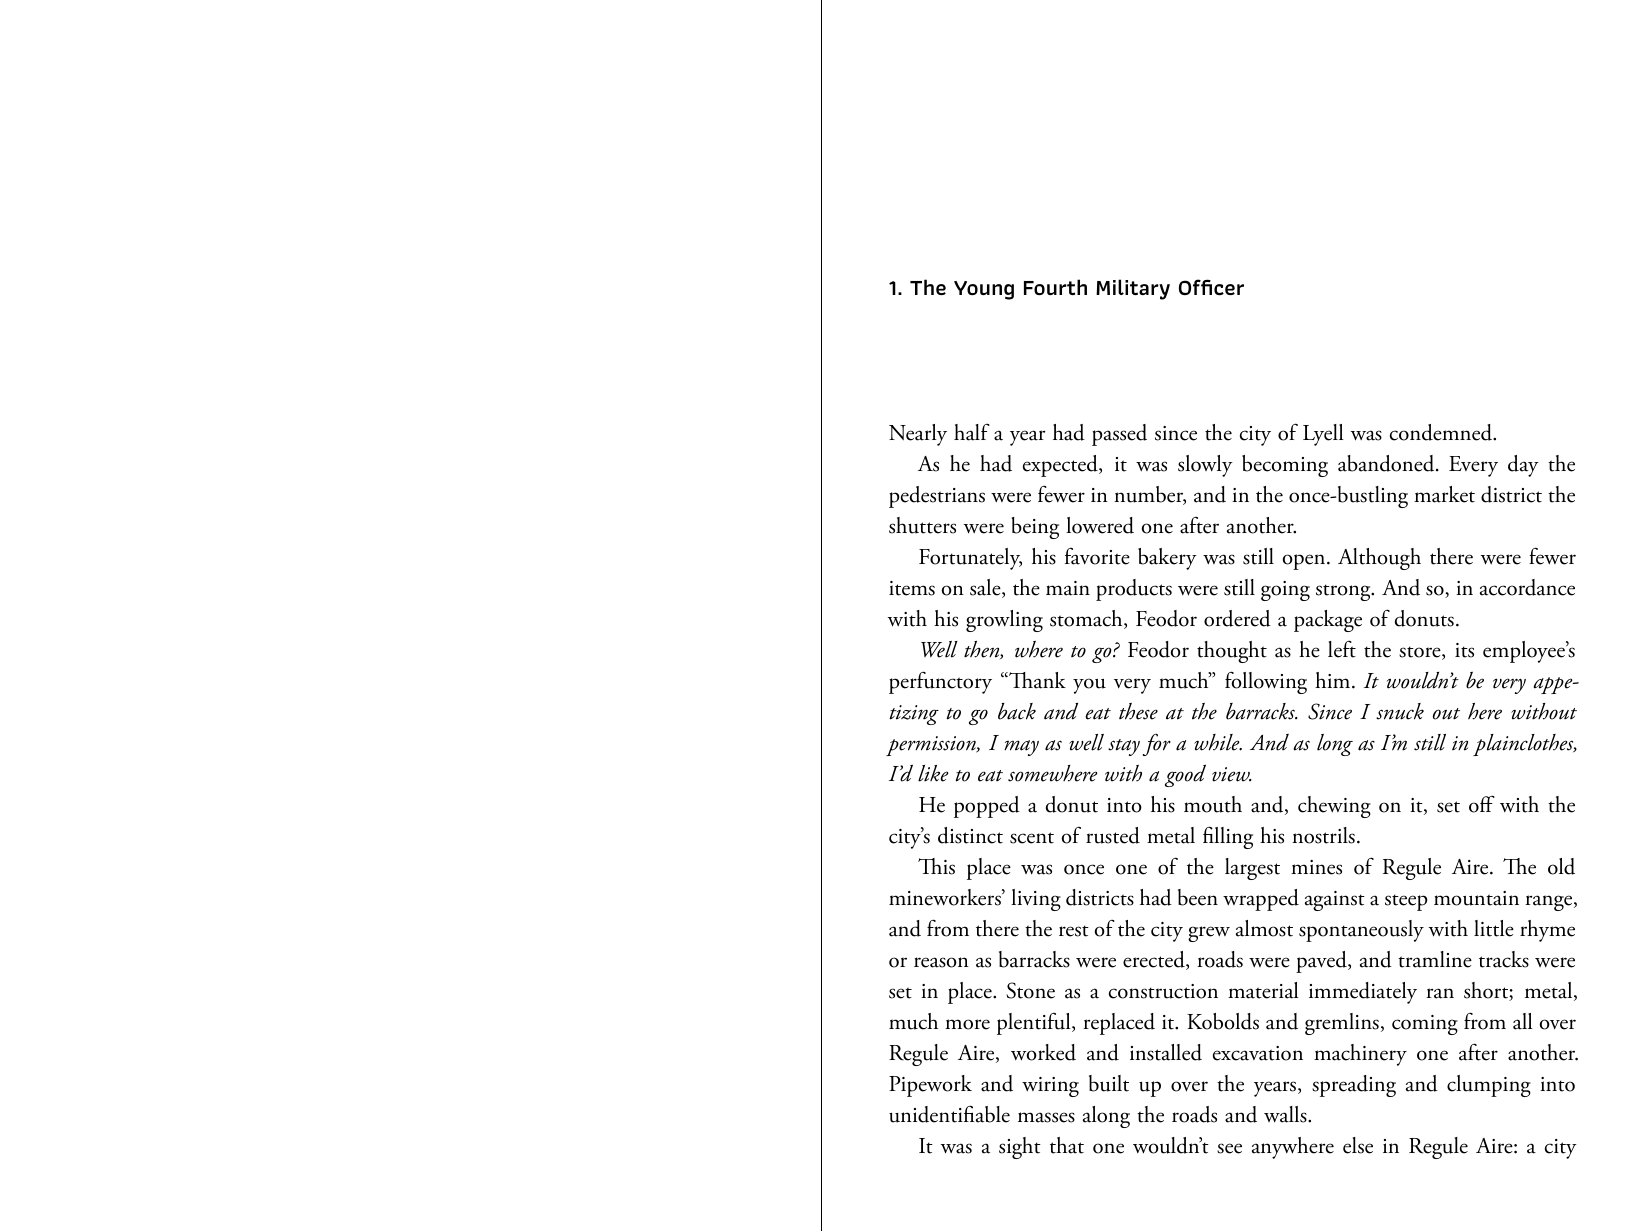 1. The Young Fourth Military Officer
Nearly half a year had passed since the city of Lyell was condemned.
As he had expected, it was slowly becoming abandoned. Every day the
pedestrians were fewer in number, and in the once-bustling market district the
shutters were being lowered one after another.
Fortunately, his favorite bakery was still open. Although there were fewer
items on sale, the main products were still going strong. And so, in accordance
with his growling stomach, Feodor ordered a package of donuts.
Well then, where to go? Feodor thought as he left the store, its employee’s
perfunctory “Thank you very much” following him. It wouldn’t be very appe-
tizing to go back and eat these at the barracks. Since I snuck out here without
permission, I may as well stay for a while. And as long as I’m still in plainclothes,
I’d like to eat somewhere with a good view.
He popped a donut into his mouth and, chewing on it, set off with the
city’s distinct scent of rusted metal filling his nostrils.
This place was once one of the largest mines of Regule Aire. The old
mineworkers’ living districts had been wrapped against a steep mountain range,
and from there the rest of the city grew almost spontaneously with little rhyme
or reason as barracks were erected, roads were paved, and tramline tracks were
set in place. Stone as a construction material immediately ran short; metal,
much more plentiful, replaced it. Kobolds and gremlins, coming from all over
Regule Aire, worked and installed excavation machinery one after another.
Pipework and wiring built up over the years, spreading and clumping into
unidentifiable masses along the roads and walls.
It was a sight that one wouldn’t see anywhere else in Regule Aire: a city